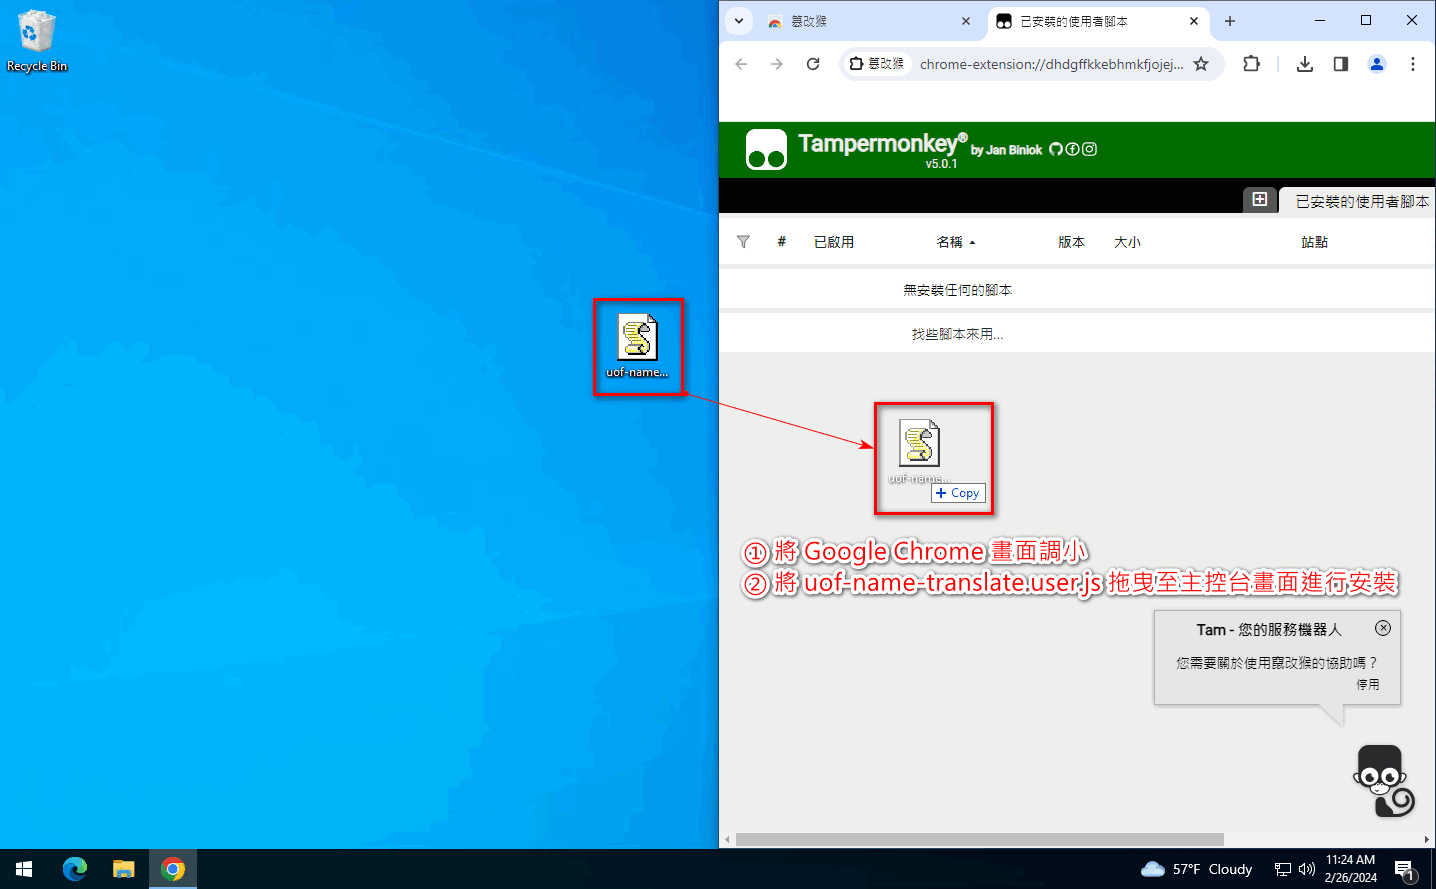 Recycle Bin
篡改猴
已安裝的使用者腳本
篡改猴
chrome-extension://dhdgffkkebhmkfjojej...
Tampermonkey® by Jan Biniok
v5.0.1
已安裝的使用者腳本
# 已啟用 名稱 版本 大小 站點
無安裝任何的腳本
找些腳本來用...
uof-name...
uof-name...
Copy
① 將 Google Chrome 畫面調小
② 將 uof-name-translate.user.js 拖曳至主控台畫面進行安裝
Tam - 您的服務機器人
您需要關於使用竄改猴的協助嗎？
停用
57°F Cloudy
11:24 AM
2/26/2024
1